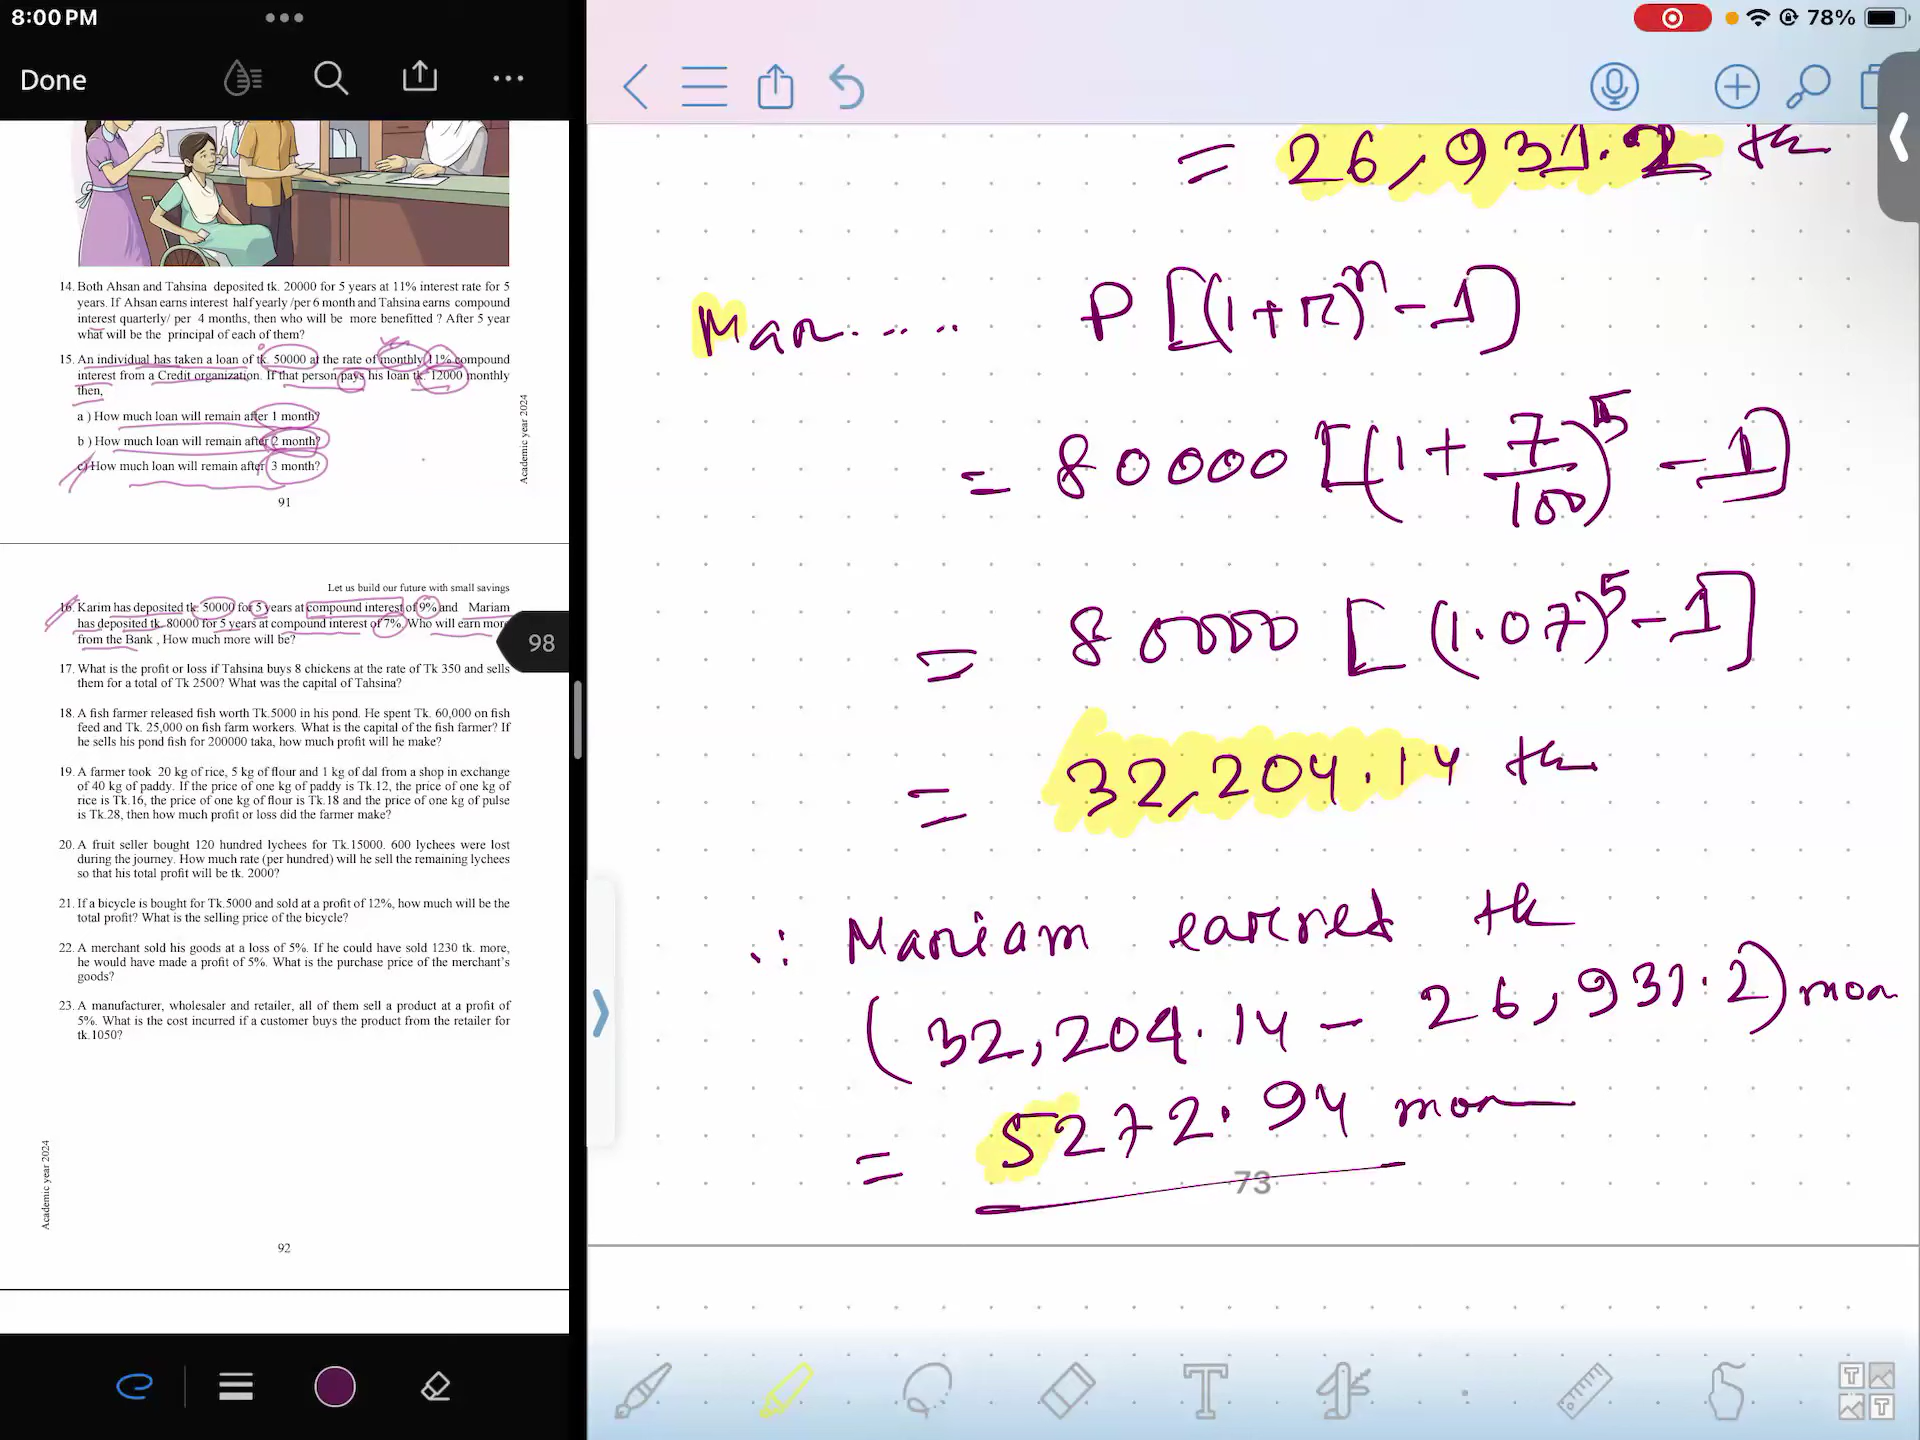 8:00 PM
78%
Done
14. Both Ahsan and Tahsina deposited tk. 20000 for 5 years at 11% interest rate for 5
years. If Ahsan earns interest half yearly /per 6 month and Tahsina earns compound
interest quarterly/ per 4 months, then who will be more benefitted ? After 5 year
what will be the principal of each of them?
15. An individual has taken a loan of tk. 50000 at the rate of monthly 11% compound
interest from a Credit organization. If that person pays his loan tk. 12000 monthly
then,
a ) How much loan will remain after 1 month?
b ) How much loan will remain after 2 month?
c) How much loan will remain after 3 month?
Academic year 2024
91
Let us build our future with small savings
16. Karim has deposited tk. 50000 for 5 years at compound interest of 9% and Mariam
has deposited tk. 80000 for 5 years at compound interest of 7%. Who will earn more
from the Bank , How much more will be?
98
17. What is the profit or loss if Tahsina buys 8 chickens at the rate of Tk 350 and sells
them for a total of Tk 2500? What was the capital of Tahsina?
18. A fish farmer released fish worth Tk.5000 in his pond. He spent Tk. 60,000 on fish
feed and Tk. 25,000 on fish farm workers. What is the capital of the fish farmer? If
he sells his pond fish for 200000 taka, how much profit will he make?
19. A farmer took 20 kg of rice, 5 kg of flour and 1 kg of dal from a shop in exchange
of 40 kg of paddy. If the price of one kg of paddy is Tk.12, the price of one kg of
rice is Tk.16, the price of one kg of flour is Tk.18 and the price of one kg of pulse
is Tk.28, then how much profit or loss did the farmer make?
20. A fruit seller bought 120 hundred lychees for Tk.15000. 600 lychees were lost
during the journey. How much rate (per hundred) will he sell the remaining lychees
so that his total profit will be tk. 2000?
21. If a bicycle is bought for Tk.5000 and sold at a profit of 12%, how much will be the
total profit? What is the selling price of the bicycle?
22. A merchant sold his goods at a loss of 5%. If he could have sold 1230 tk. more,
he would have made a profit of 5%. What is the purchase price of the merchant's
goods?
23. A manufacturer, wholesaler and retailer, all of them sell a product at a profit of
5%. What is the cost incurred if a customer buys the product from the retailer for
tk.1050?
Academic year 2024
92
= 26,931.2 tk
Mar..... P[(1+r)^n - 1]
= 80000 [(1 + 7/100)^5 - 1]
= 80000 [(1.07)^5 - 1]
= 32,204.14 tk
∴ Mariam earned tk
(32,204.14 - 26,931.2) mor
= 5272.94 mor
73